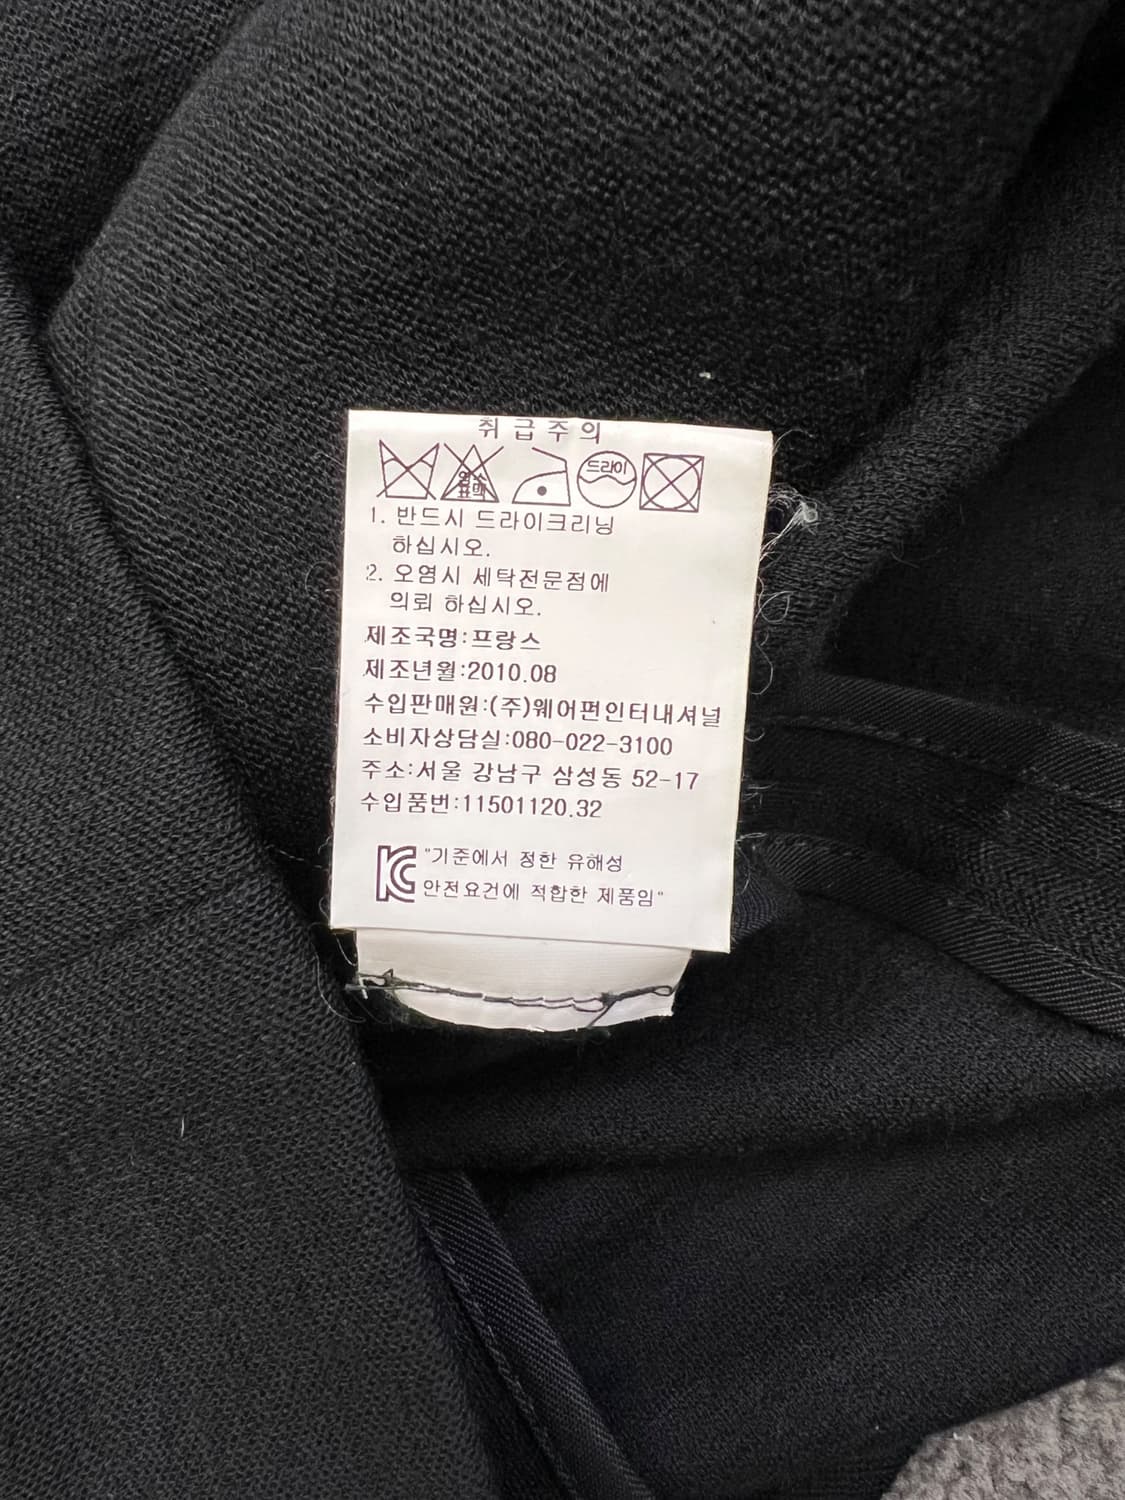 취급주의
염소
표백
드라이
1. 반드시 드라이크리닝
하십시오.
2. 오염시 세탁전문점에
의뢰 하십시오.
제조국명:프랑스
제조년월:2010.08
수입판매원:(주)웨어펀인터내셔널
소비자상담실:080-022-3100
주소:서울 강남구 삼성동 52-17
수입품번:11501120.32
KC "기준에서 정한 유해성
안전요건에 적합한 제품임"